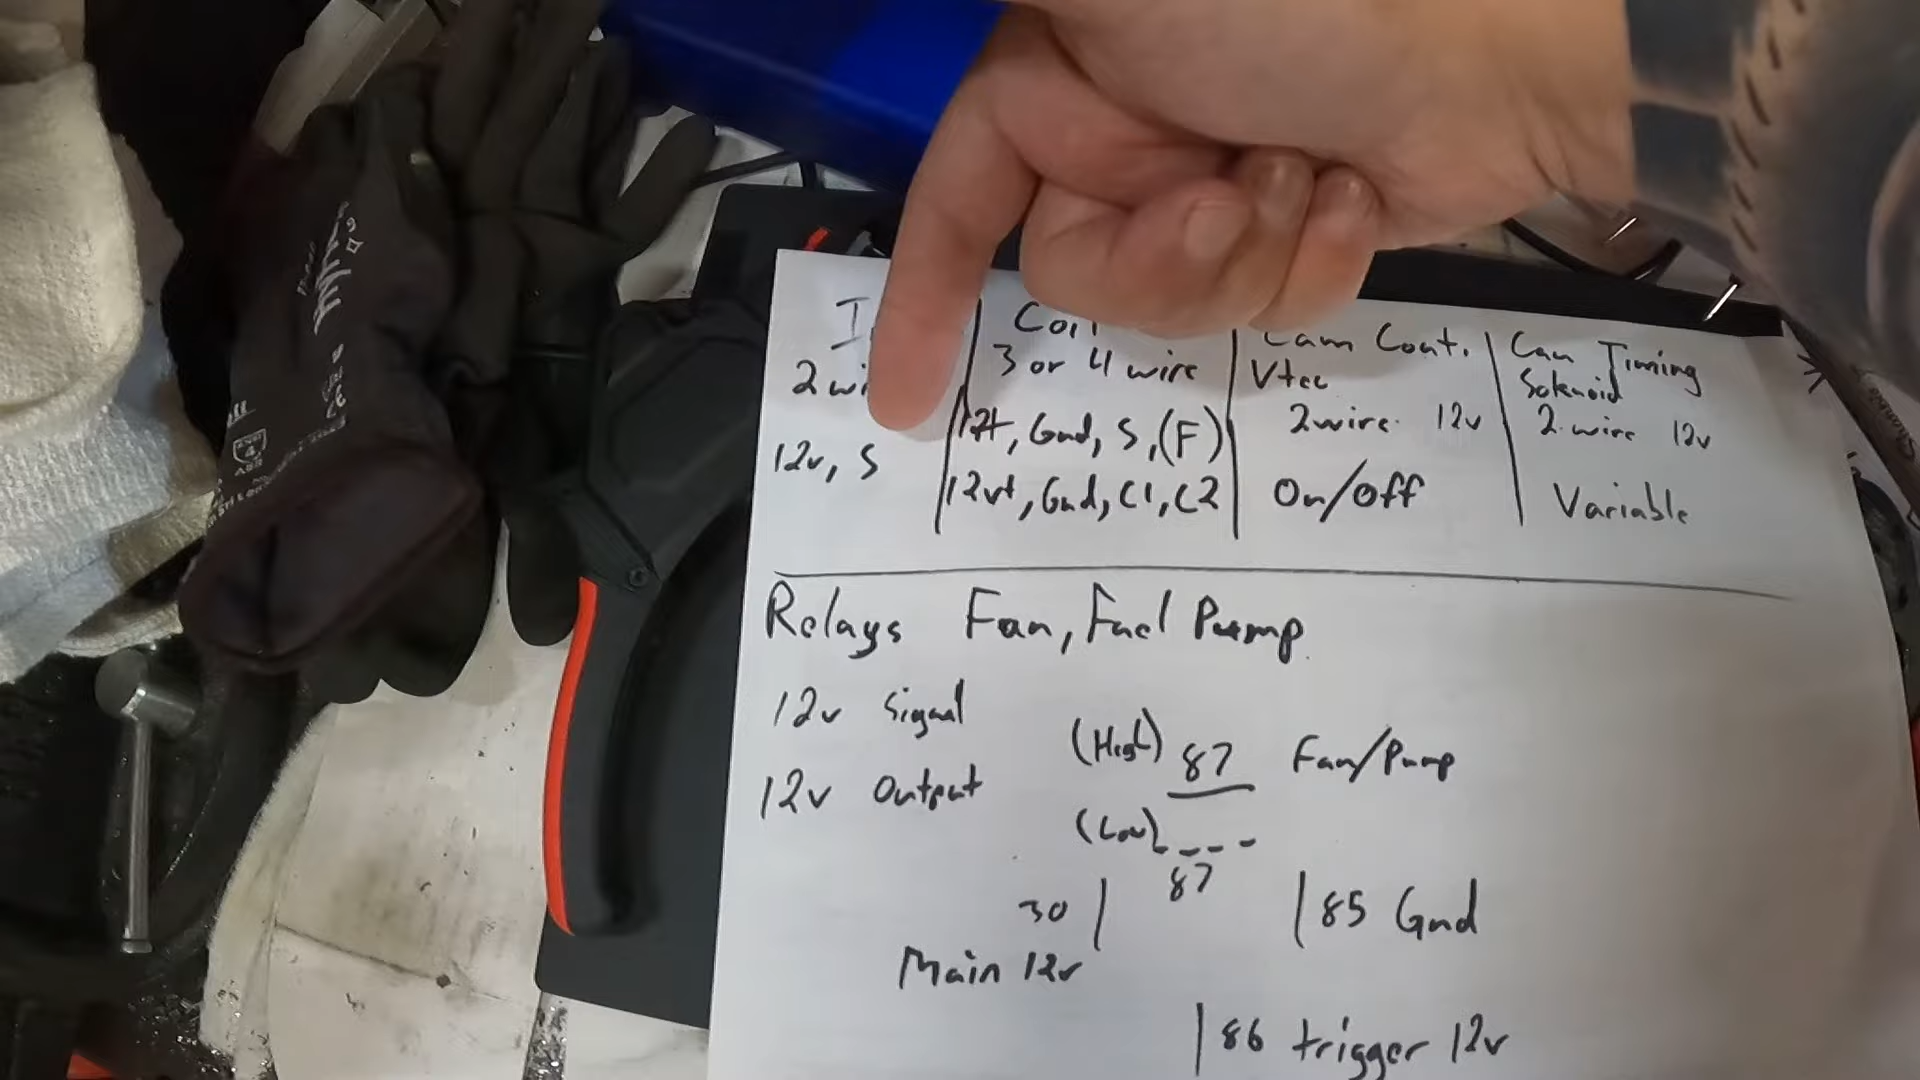 Coil
3 or 4 wire
12+, Gnd, S, (F)
12v+, Gnd, C1, C2
12v, S
Cam Cont.
Vtec
2 wire 12v
On/Off
Cam Timing
Solenoid
2 wire 12v
Variable
Relays Fan, Fuel Pump
12v Signal
12v Output
(High) 87 Fan/Pump
(Low)
87
30
Main 12v
85 Gnd
86 trigger 12v